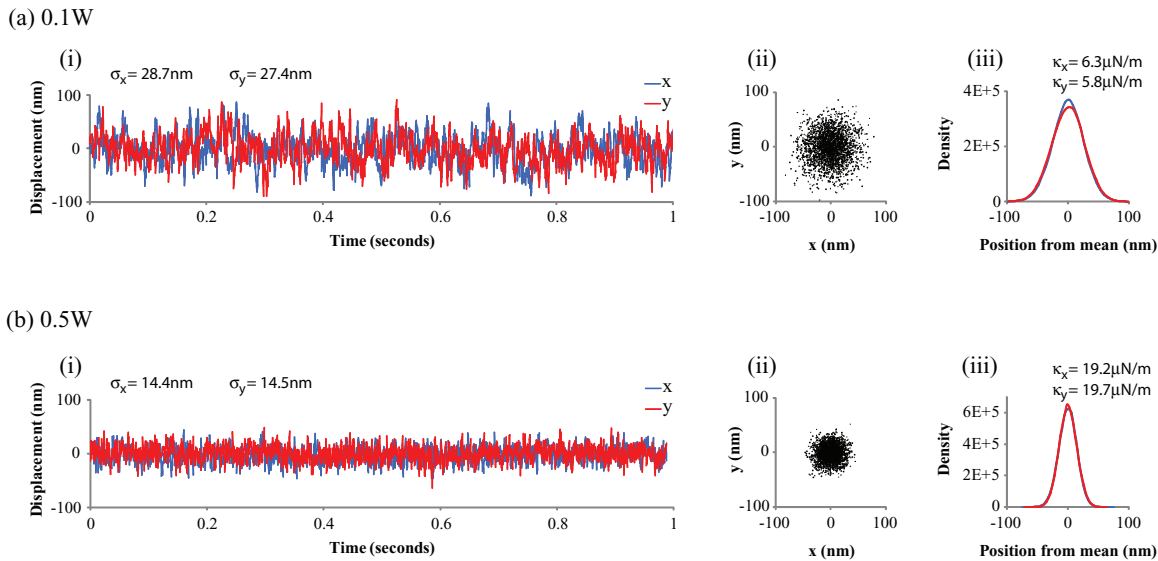 (a) 0.1W
(i)
σx= 28.7nm σy= 27.4nm
x
y
Displacement (nm)
100
0
-100
0 0.2 0.4 0.6 0.8 1
Time (seconds)
(ii)
y (nm)
100
0
-100
-100 0 100
x (nm)
(iii)
κx= 6.3μN/m
κy= 5.8μN/m
Density
4E+5
2E+5
0
-100 0 100
Position from mean (nm)
(b) 0.5W
(i)
σx= 14.4nm σy= 14.5nm
x
y
Displacement (nm)
100
0
-100
0 0.2 0.4 0.6 0.8 1
Time (seconds)
(ii)
y (nm)
100
0
-100
-100 0 100
x (nm)
(iii)
κx= 19.2μN/m
κy= 19.7μN/m
Density
6E+5
4E+5
2E+5
0
-100 0 100
Position from mean (nm)